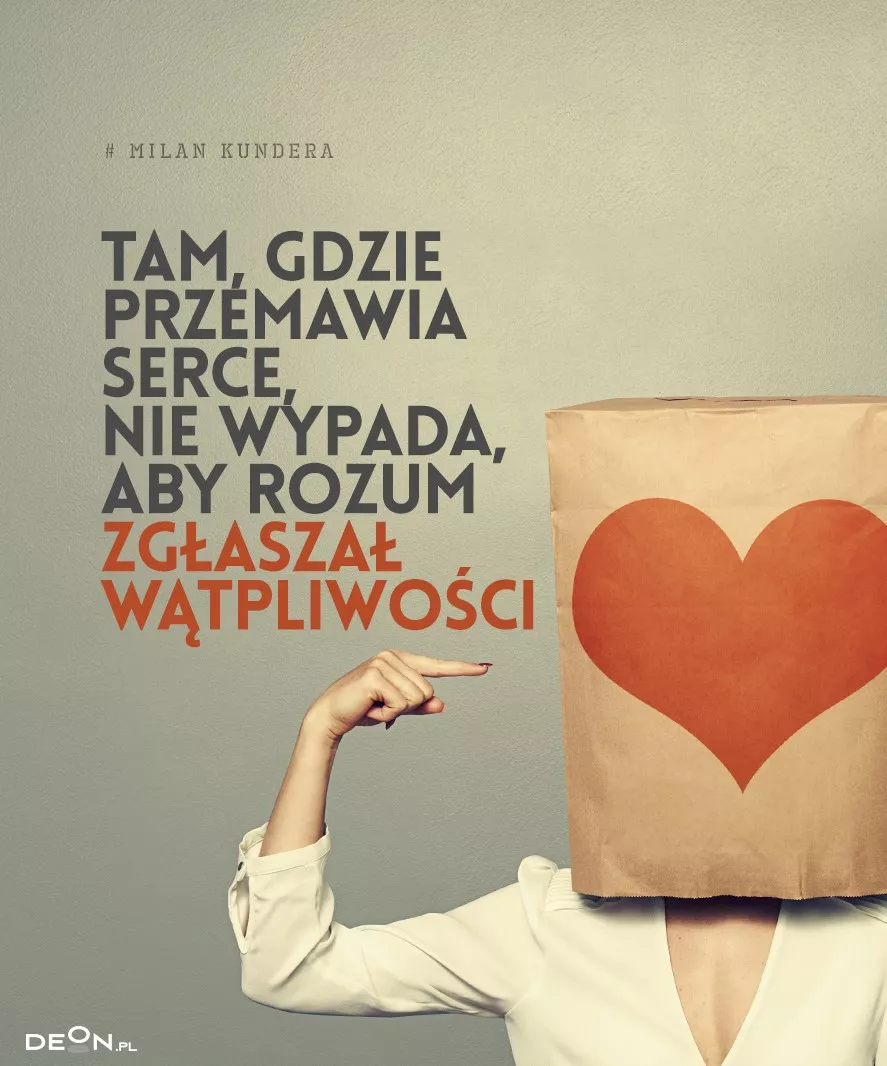 # MILAN KUNDERA
TAM, GDZIE
PRZEMAWIA
SERCE,
NIE WYPADA,
ABY ROZUM
ZGŁASZAŁ
WĄTPLIWOŚCI
DEON.PL